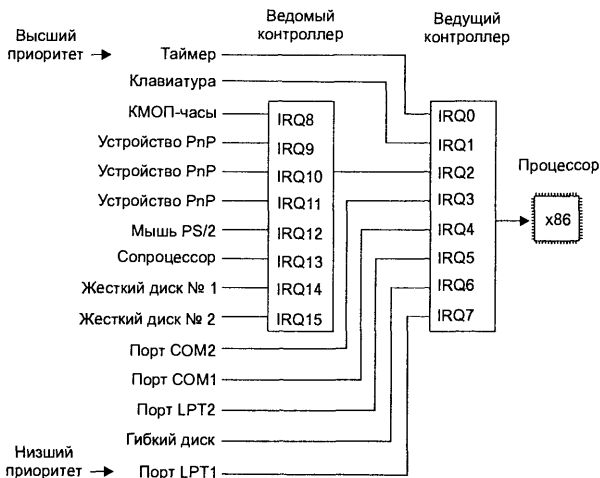 Ведомый
контроллер
Ведущий
контроллер
Высший
приоритет
Таймер
Клавиатура
КМОП-часы
Устройство PnP
Устройство PnP
Устройство PnP
Мышь PS/2
Сопроцессор
Жесткий диск № 1
Жесткий диск № 2
Порт COM2
Порт COM1
Порт LPT2
Гибкий диск
Порт LPT1
Низший
приоритет
IRQ8
IRQ9
IRQ10
IRQ11
IRQ12
IRQ13
IRQ14
IRQ15
IRQ0
IRQ1
IRQ2
IRQ3
IRQ4
IRQ5
IRQ6
IRQ7
Процессор
x86